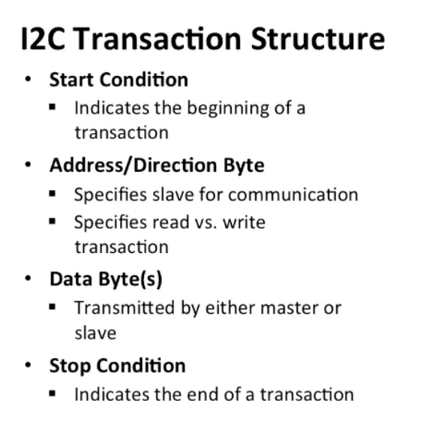 I2C Transaction Structure
• Start Condition
▪ Indicates the beginning of a
transaction
• Address/Direction Byte
▪ Specifies slave for communication
▪ Specifies read vs. write
transaction
• Data Byte(s)
▪ Transmitted by either master or
slave
• Stop Condition
▪ Indicates the end of a transaction